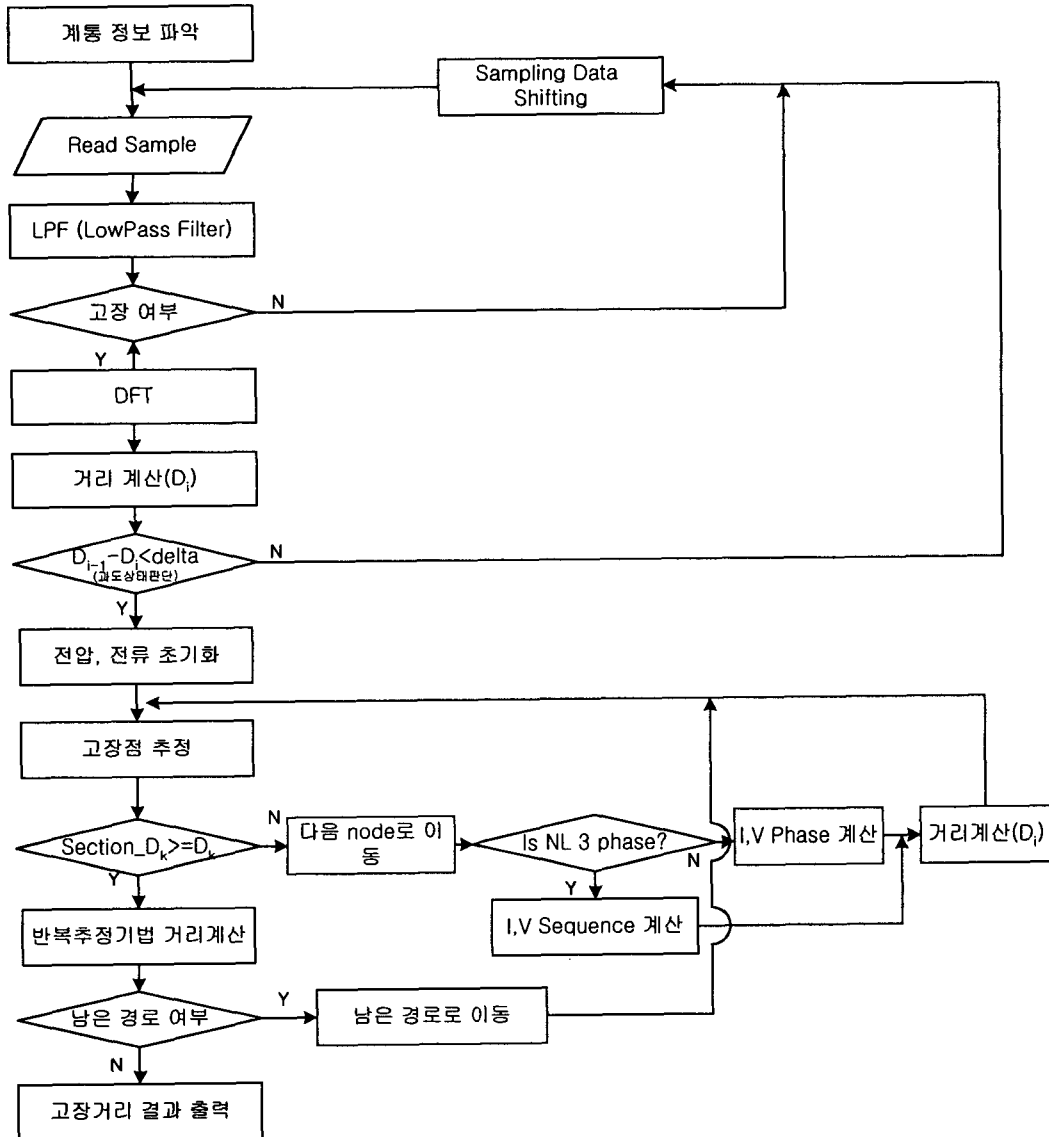 계통 정보 파악
Sampling Data
Shifting
Read Sample
LPF (LowPass Filter)
고장 여부
N
Y
DFT
거리 계산(Di)
Di-1-Di<delta
(과도상태판단)
N
Y
전압, 전류 초기화
고장점 추정
Section_Dk>=Dk
N
Y
다음 node로 이
동
Is NL 3 phase?
N
Y
I,V Phase 계산
거리계산(Di)
I,V Sequence 계산
반복추정기법 거리계산
남은 경로 여부
Y
N
남은 경로로 이동
고장거리 결과 출력